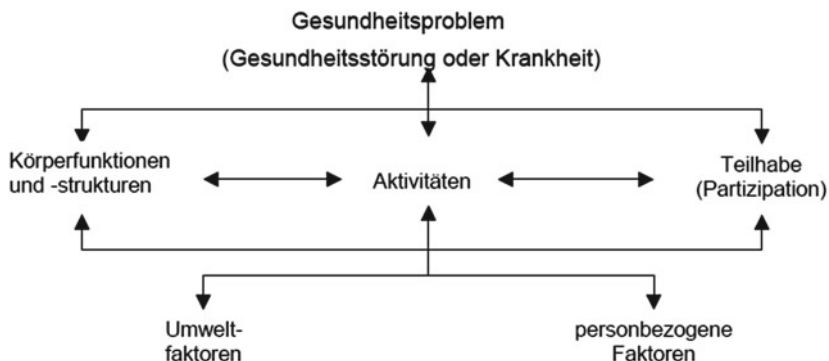 Gesundheitsproblem
(Gesundheitsstörung oder Krankheit)
Körperfunktionen
und -strukturen
Aktivitäten
Teilhabe
(Partizipation)
Umwelt-
faktoren
personbezogene
Faktoren